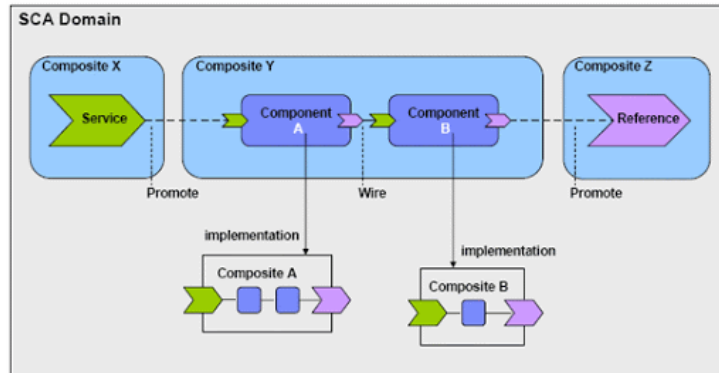 SCA Domain
Composite X
Composite Y
Composite Z
Service
Component
A
Component
B
Reference
Promote
Wire
Promote
implementation
implementation
Composite A
Composite B